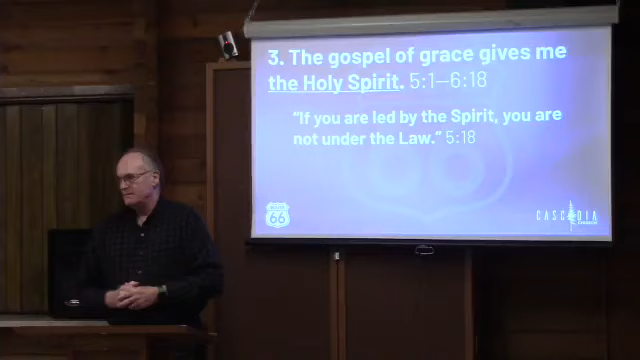 3. The gospel of grace gives me
the Holy Spirit. 5:1–6:18
“If you are led by the Spirit, you are
not under the Law.” 5:18
66
CASCADIA